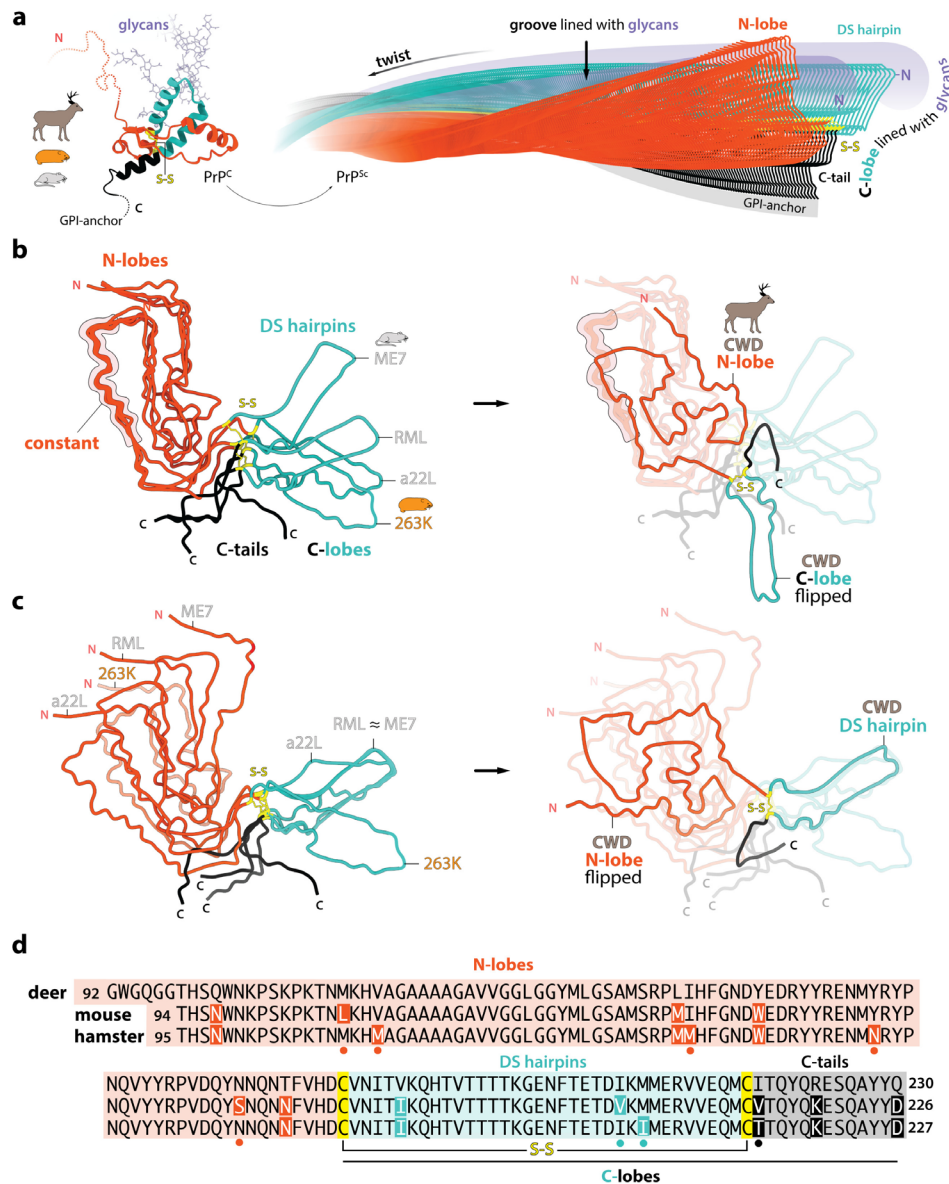 a
glycans
N
S-S
PrPC
C
GPI-anchor
PrPSc
twist
groove lined with glycans
N-lobe
DS hairpin
N
N
S-S
C-tail
C-lobe lined with glycans
GPI-anchor
b
N-lobes
N
N
DS hairpins
ME7
S-S
RML
constant
a22L
263K
C
C
C
C-tails
C-lobes
N
CWD
N-lobe
S-S
C
C
C
C
CWD
C-lobe
flipped
c
N
ME7
N
RML
N
263K
N
a22L
RML ≈ ME7
a22L
S-S
263K
C
C
C
C
N
N
N
N
CWD
DS hairpin
S-S
N
CWD
N-lobe
flipped
C
C
C
C
d
N-lobes
deer 92 GWGQGGTHSQWNKPSKPKTNMKHVAGAAAAGAVVGGLGGYMLGSAMSRPLIHFGNDYEDRYYRENMYRYP
mouse 94 THSNWNKPSKPKTNLKHVAGAAAAGAVVGGLGGYMLGSAMSRPMIHFGNDWEDRYYRENMYRYP
hamster 95 THSNWNKPSKPKTNMKHMAGAAAAGAVVGGLGGYMLGSAMSRPMMHFGNDWEDRYYRENMNRYP
DS hairpins
C-tails
NQVYYRPVDQYNNQNTFVHDCVNITVKQHTVTTTTKGENFTETDIKMMERVVEQMCITQYQRESQAYYQ 230
NQVYYRPVDQYSNQNNFVHDCVNITIKQHTVTTTTKGENFTETDVKMMERVVEQMCVTQYQKESQAYYD 226
NQVYYRPVDQYNNQNNFVHDCVNITIKQHTVTTTTKGENFTETDIKIMERVVEQMCTTQYQKESQAYYD 227
S-S
C-lobes